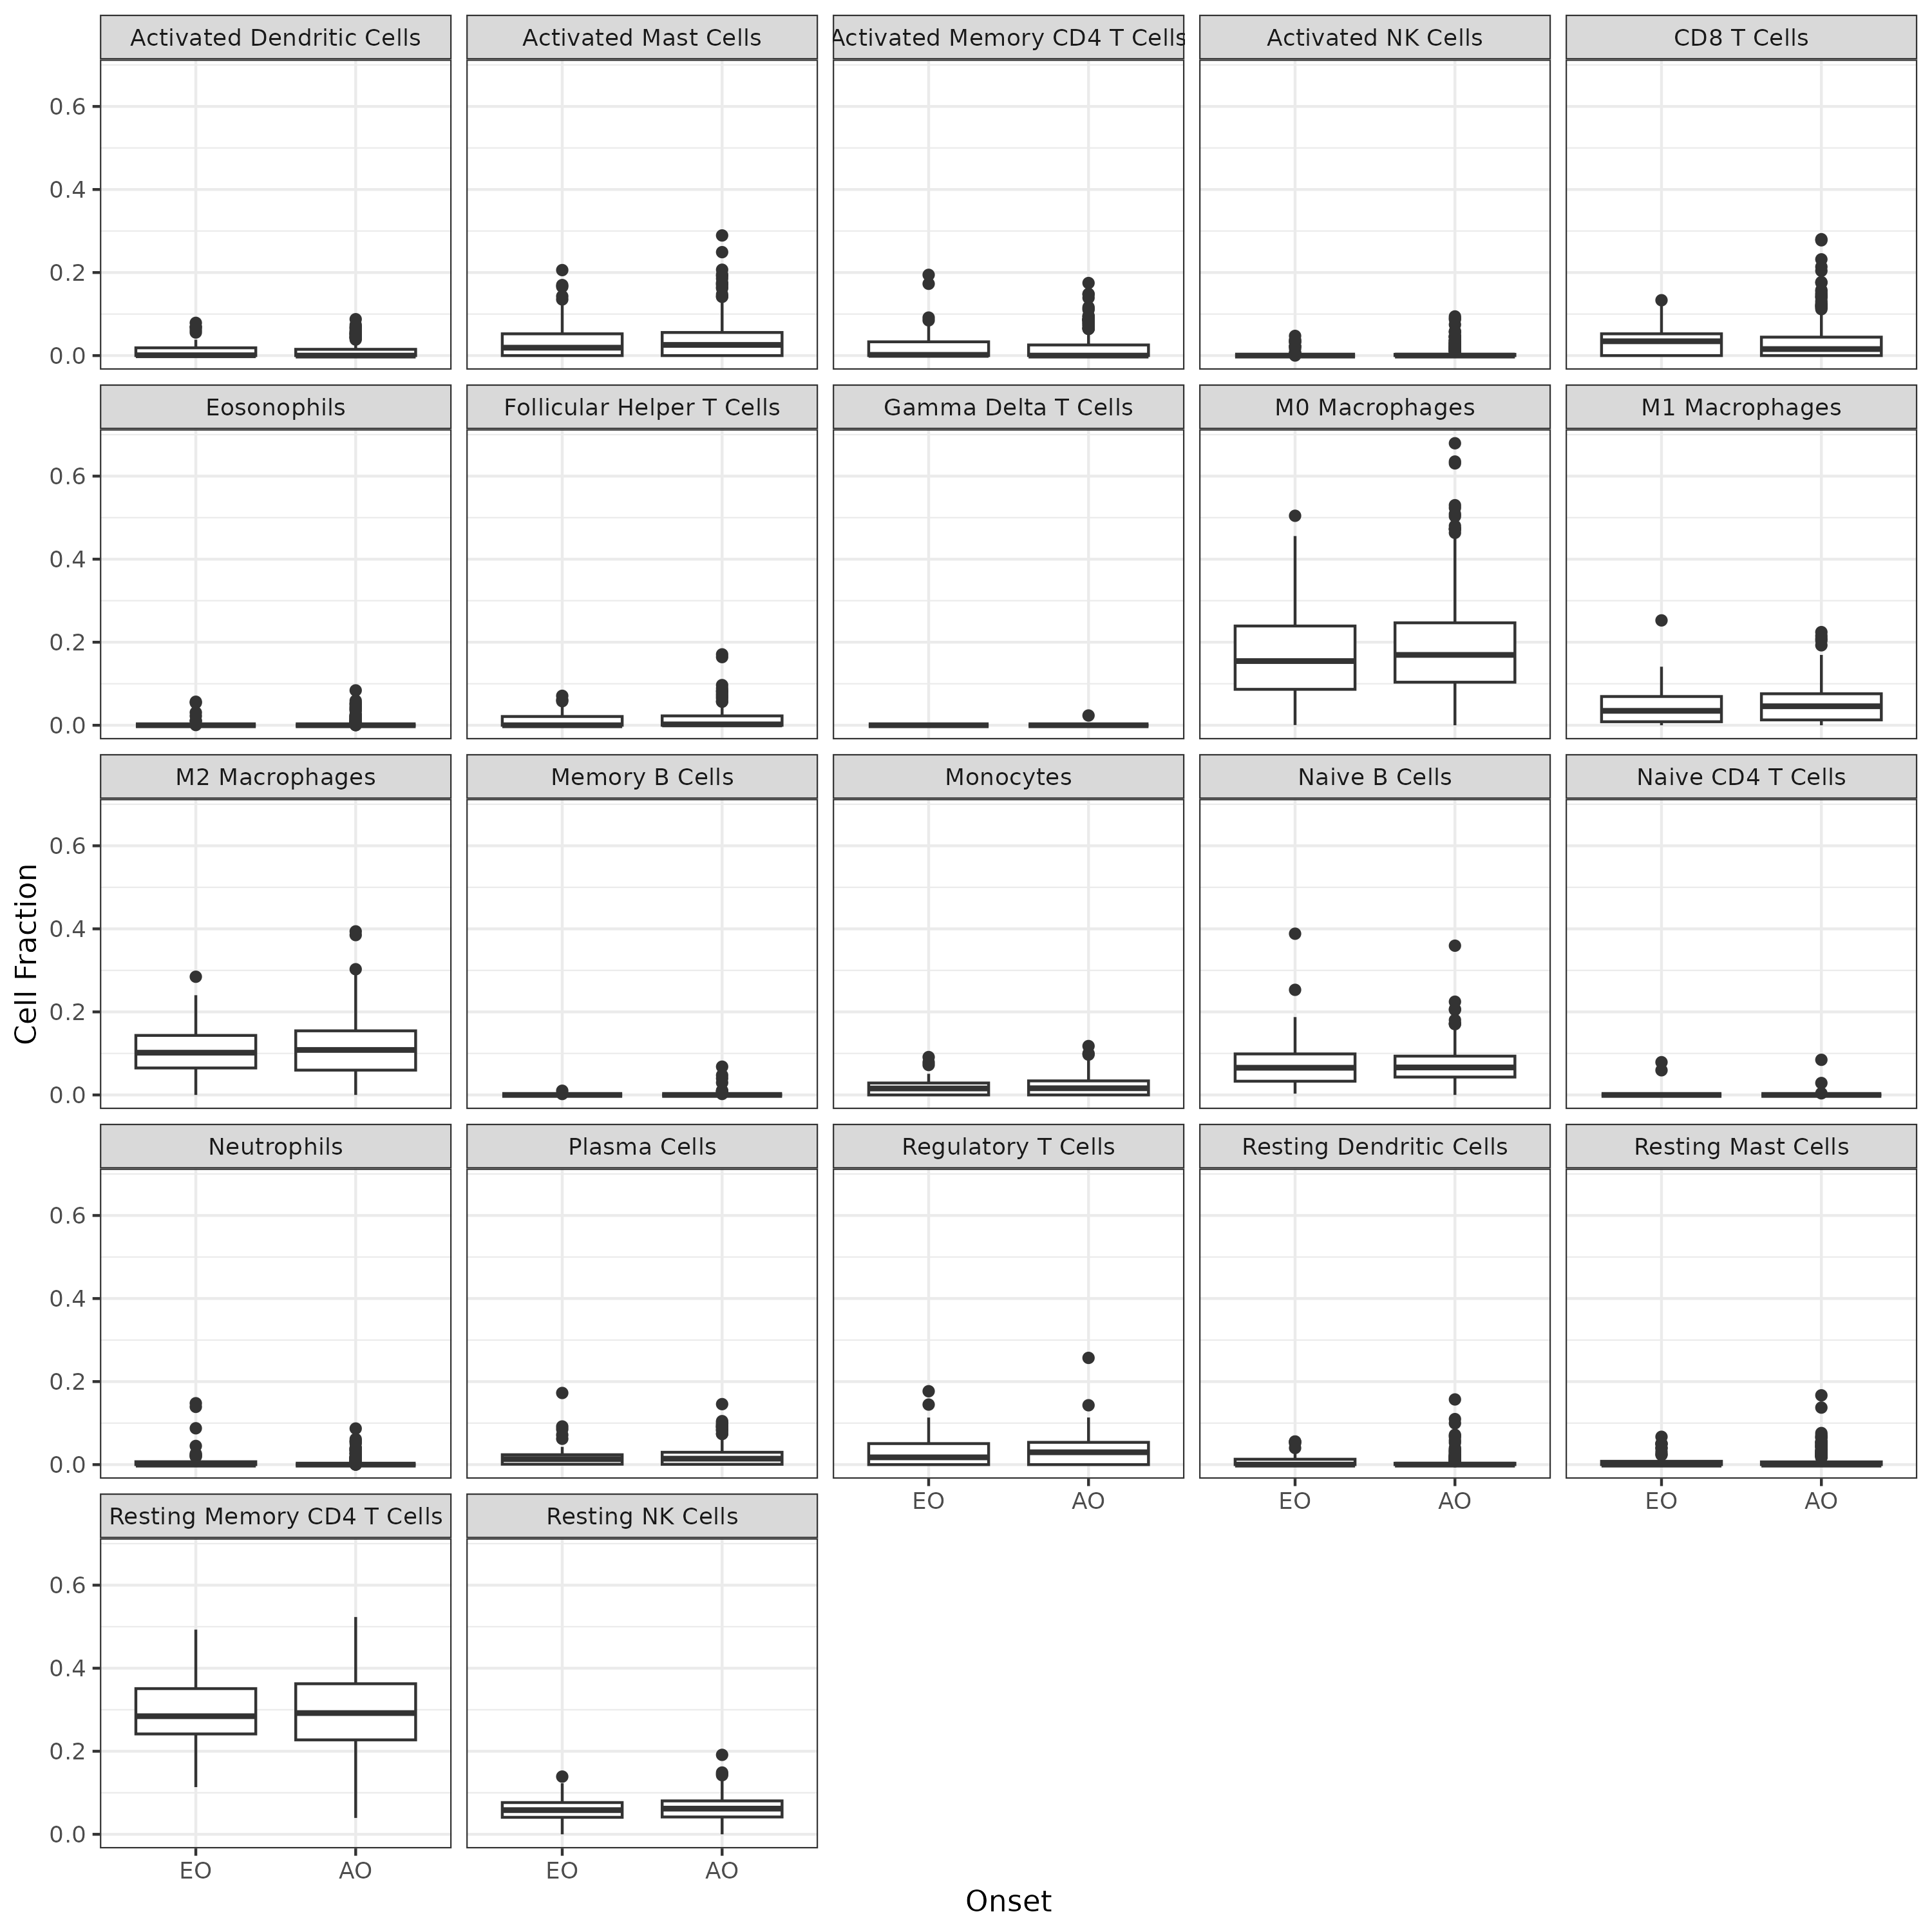 Activated Dendritic Cells
Activated Mast Cells
Activated Memory CD4 T Cells
Activated NK Cells
CD8 T Cells
0.6
0.4
0.2
0.0
Eosonophils
Follicular Helper T Cells
Gamma Delta T Cells
M0 Macrophages
M1 Macrophages
0.6
0.4
0.2
0.0
M2 Macrophages
Memory B Cells
Monocytes
Naive B Cells
Naive CD4 T Cells
0.6
0.4
0.2
0.0
Cell Fraction
Neutrophils
Plasma Cells
Regulatory T Cells
Resting Dendritic Cells
Resting Mast Cells
0.6
0.4
0.2
0.0
EO AO
EO AO
EO AO
Resting Memory CD4 T Cells
Resting NK Cells
0.6
0.4
0.2
0.0
EO AO
EO AO
Onset